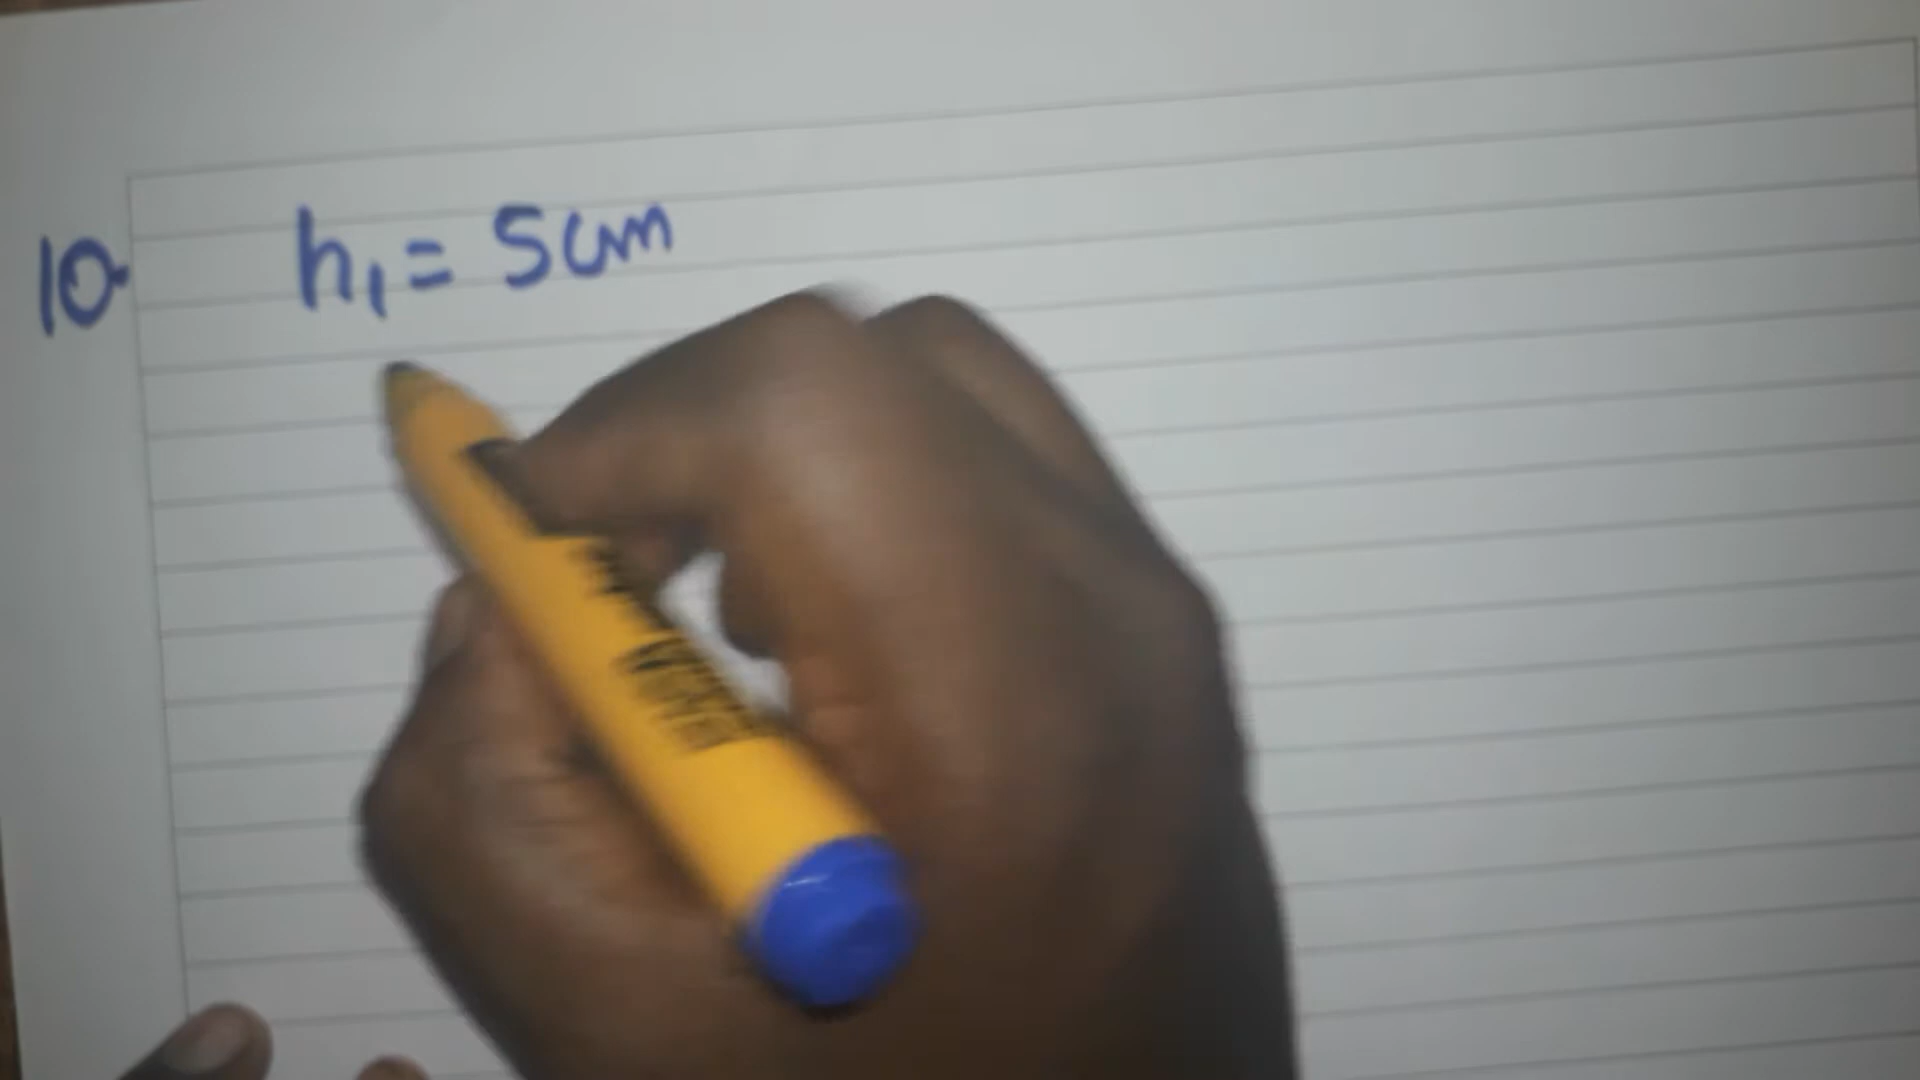 10. h₁ = 5cm